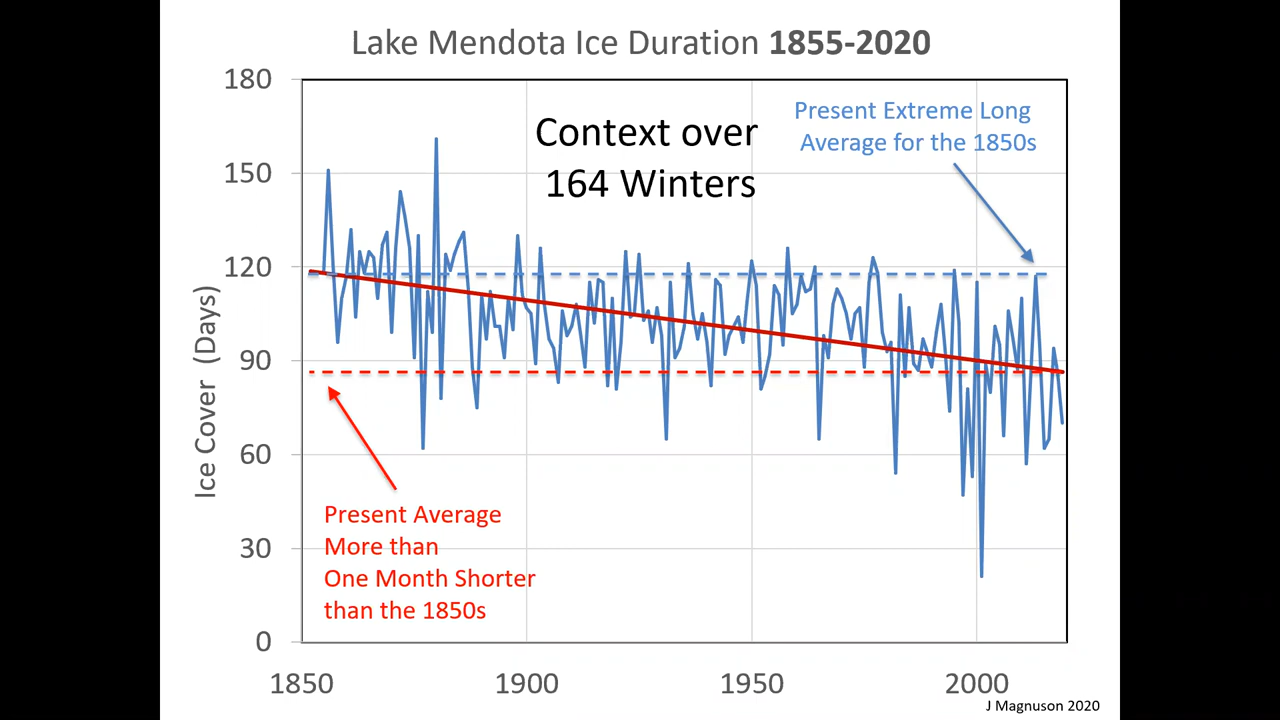 Lake Mendota Ice Duration 1855-2020
180
150
120
90
60
30
0
Ice Cover (Days)
Context over
164 Winters
Present Extreme Long
Average for the 1850s
Present Average
More than
One Month Shorter
than the 1850s
1850
1900
1950
2000
J Magnuson 2020